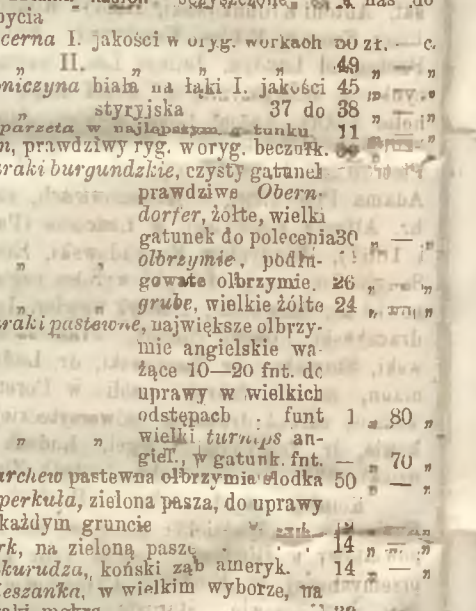 nas do
bycia
cerna I. jakości w oryg. workach 50 zł. — c.
„ II. „ „ „ 49 „ „
niczyna biała na łąki I. jakości 45 „ — „
„ styryjska 37 do 38 „ — „
parzeta w najlepszym gatunku 11 — „
n, prawdziwy ryg. w oryg. beczułk.
raki burgundzkie, czysty gatunek
prawdziwe Obern-
dorfer, żółte, wielki
gatunek do polecenia 30 „ — „
„ „ olbrzymie, podłu-
gowate olbrzymie. 26 „ „
„ „ grube, wielkie żółte 24 „ — „
raki pastewne, największe olbrzy-
mie angielskie wa-
żące 10—20 fnt. do
uprawy w wielkich
odstępach . funt 1 „ 80 „
„ „ wielki turnips an-
giel., w gatunk. fnt. — „ 70 „
archew pastewna olbrzymia słodka 50 — „
perkuła, zielona pasza, do uprawy
każdym gruncie
rk, na zieloną paszę . . . 14 „ — „
kurudza, koński ząb ameryk. 14 „ — „
ieszanka, w wielkim wyborze, na